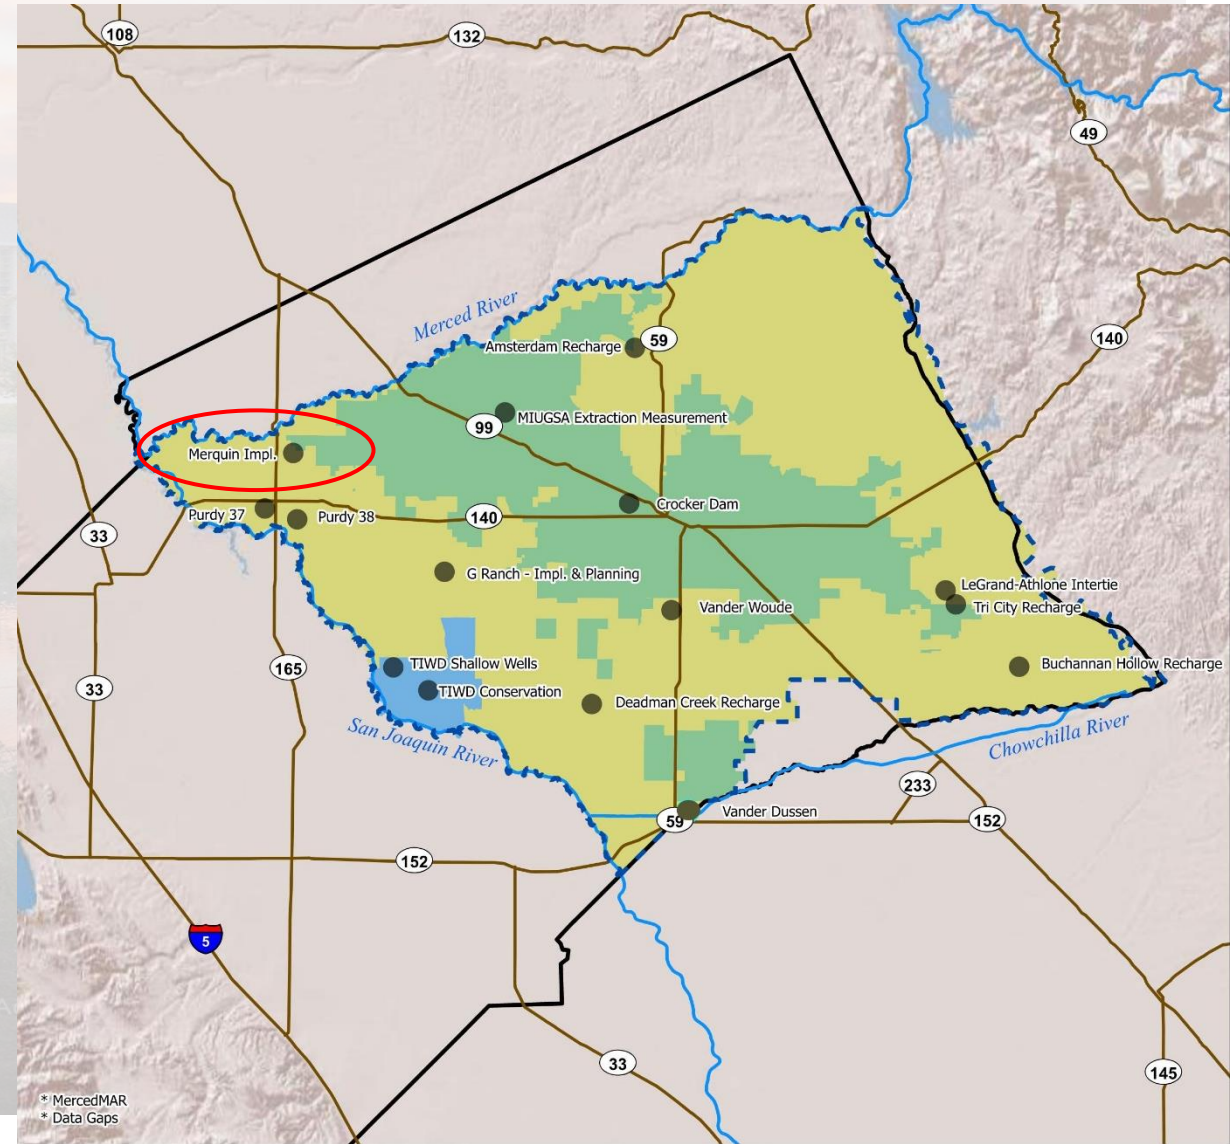 108
132
49
Merced River
59
Amsterdam Recharge
140
MIUGSA Extraction Measurement
99
Merquin Impl.
Crocker Dam
Purdy 37
Purdy 38
140
33
G Ranch - Impl. & Planning
LeGrand-Athlone Intertie
Vander Woude
Tri City Recharge
165
TIWD Shallow Wells
Buchannan Hollow Recharge
33
TIWD Conservation
Deadman Creek Recharge
San Joaquin River
Chowchilla River
233
59
Vander Dussen
152
152
5
33
145
* MercedMAR
* Data Gaps